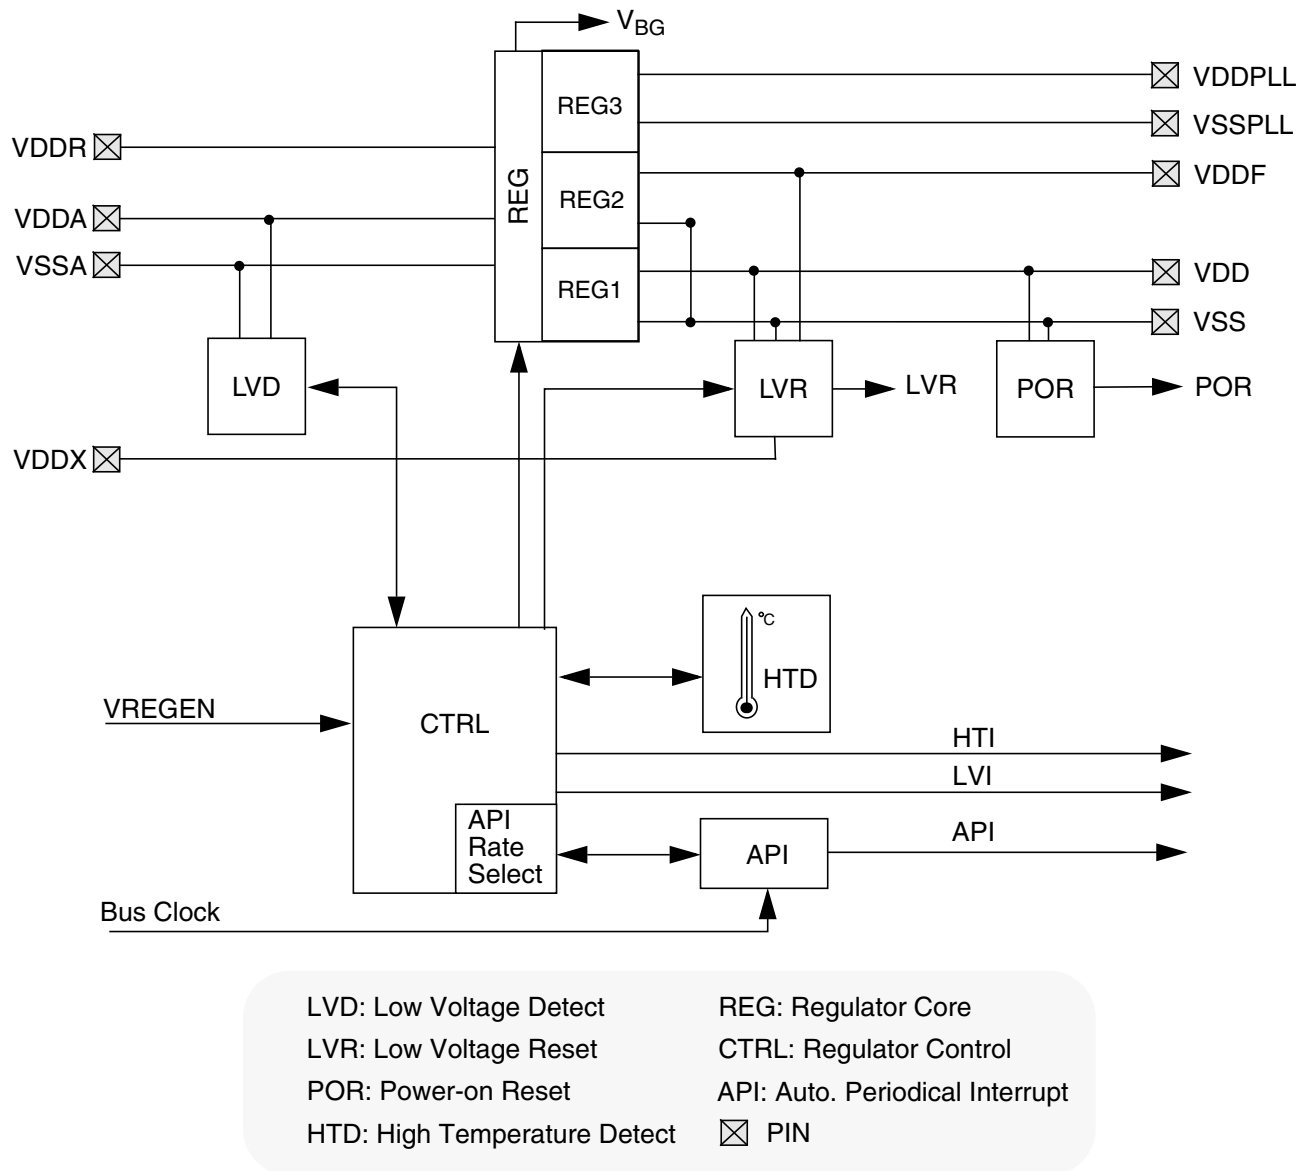 VBG
REG
REG3
REG2
REG1
VDDPLL
VSSPLL
VDDF
VDD
VSS
VDDR
VDDA
VSSA
LVD
LVR
LVR
POR
POR
VDDX
°C
HTD
VREGEN
CTRL
HTI
LVI
API
Rate
Select
API
API
Bus Clock
LVD: Low Voltage Detect
LVR: Low Voltage Reset
POR: Power-on Reset
HTD: High Temperature Detect
REG: Regulator Core
CTRL: Regulator Control
API: Auto. Periodical Interrupt
PIN